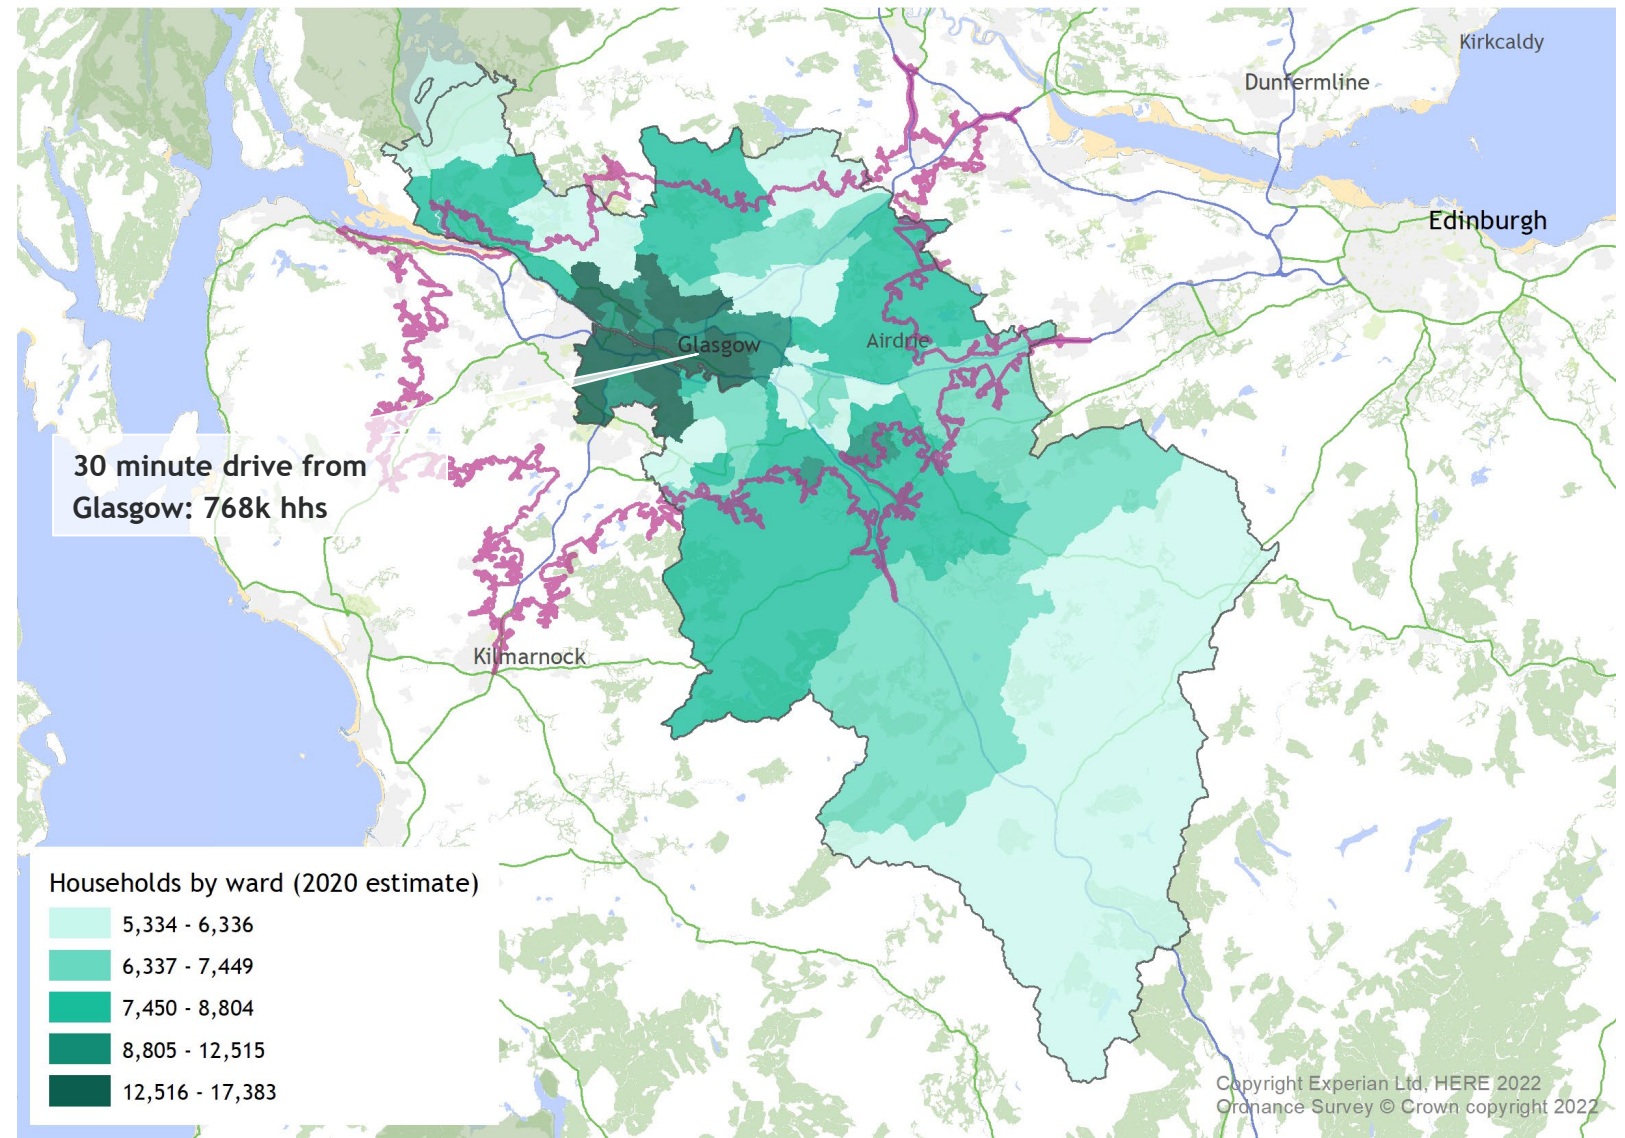 Kirkcaldy
Dunfermline
Edinburgh
Glasgow
Airdrie
30 minute drive from
Glasgow: 768k hhs
Kilmarnock
Households by ward (2020 estimate)
5,334 - 6,336
6,337 - 7,449
7,450 - 8,804
8,805 - 12,515
12,516 - 17,383
Copyright Experian Ltd, HERE 2022
Ordnance Survey © Crown copyright 2022